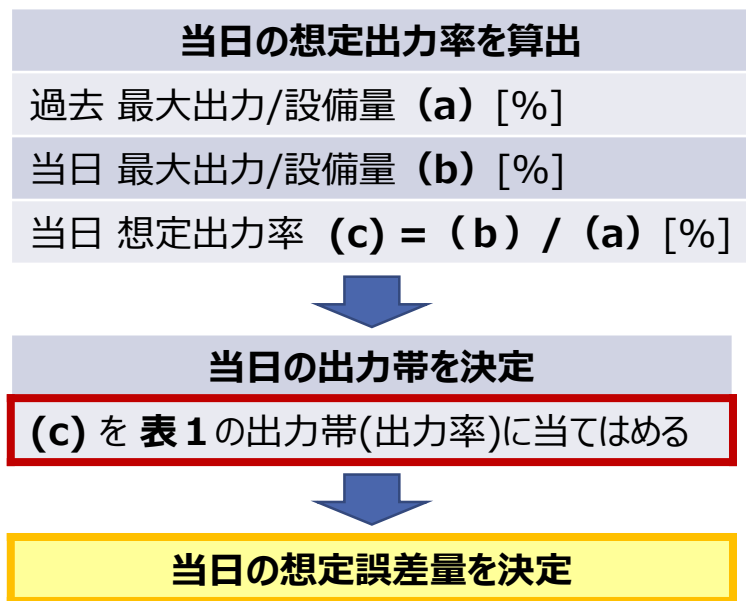 当日の想定出力率を算出
過去 最大出力/設備量（a）[%]
当日 最大出力/設備量（b）[%]
当日 想定出力率 (c) =（ｂ）/（a）[%]
当日の出力帯を決定
(c) を 表１の出力帯(出力率)に当てはめる
当日の想定誤差量を決定